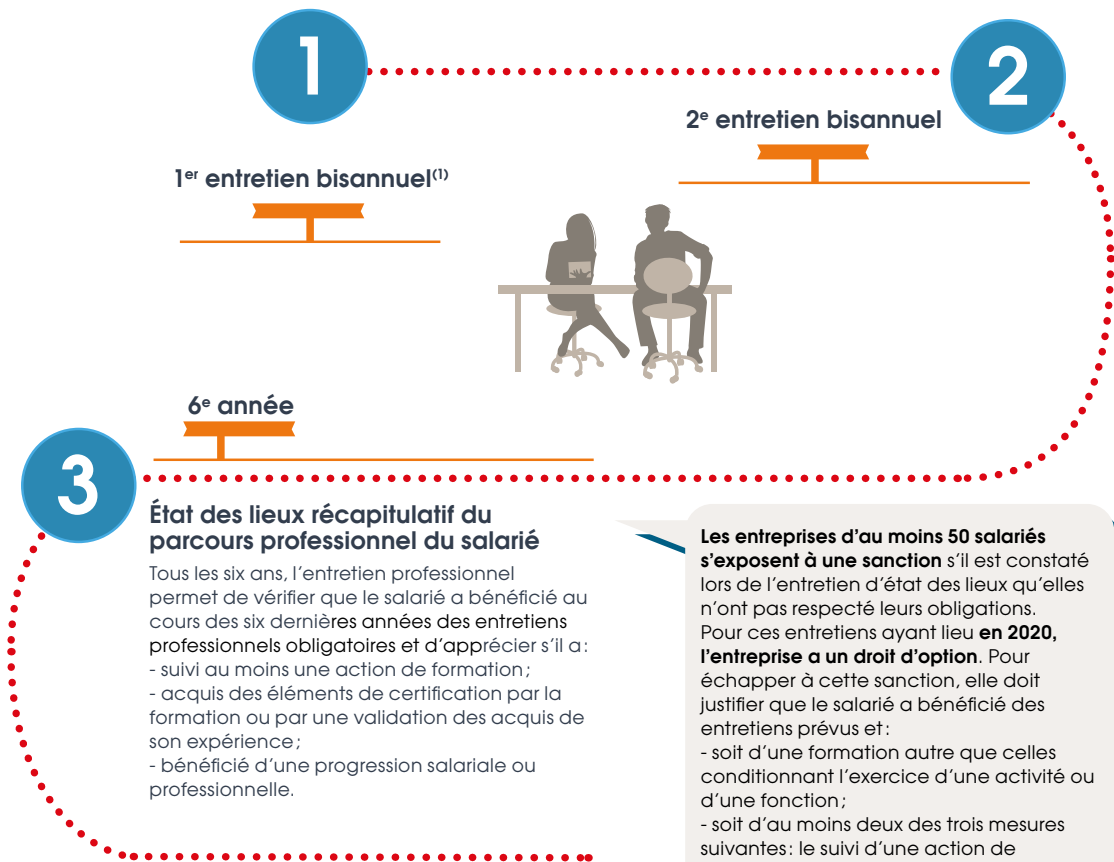 1
2
2e entretien bisannuel
1er entretien bisannuel(1)
6e année
3
État des lieux récapitulatif du
parcours professionnel du salarié
Tous les six ans, l’entretien professionnel
permet de vérifier que le salarié a bénéficié au
cours des six dernières années des entretiens
professionnels obligatoires et d’apprécier s’il a:
- suivi au moins une action de formation;
- acquis des éléments de certification par la
formation ou par une validation des acquis de
son expérience;
- bénéficié d’une progression salariale ou
professionnelle.
Les entreprises d’au moins 50 salariés
s’exposent à une sanction s’il est constaté
lors de l’entretien d’état des lieux qu’elles
n’ont pas respecté leurs obligations.
Pour ces entretiens ayant lieu en 2020,
l’entreprise a un droit d’option. Pour
échapper à cette sanction, elle doit
justifier que le salarié a bénéficié des
entretiens prévus et:
- soit d’une formation autre que celles
conditionnant l’exercice d’une activité ou
d’une fonction;
- soit d’au moins deux des trois mesures
suivantes: le suivi d’une action de